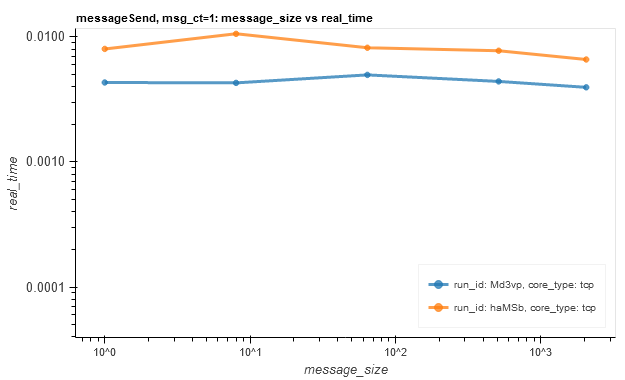 messageSend, msg_ct=1: message_size vs real_time
0.0100
0.0010
0.0001
real_time
10^0
10^1
10^2
10^3
message_size
run_id: Md3vp, core_type: tcp
run_id: haMSb, core_type: tcp